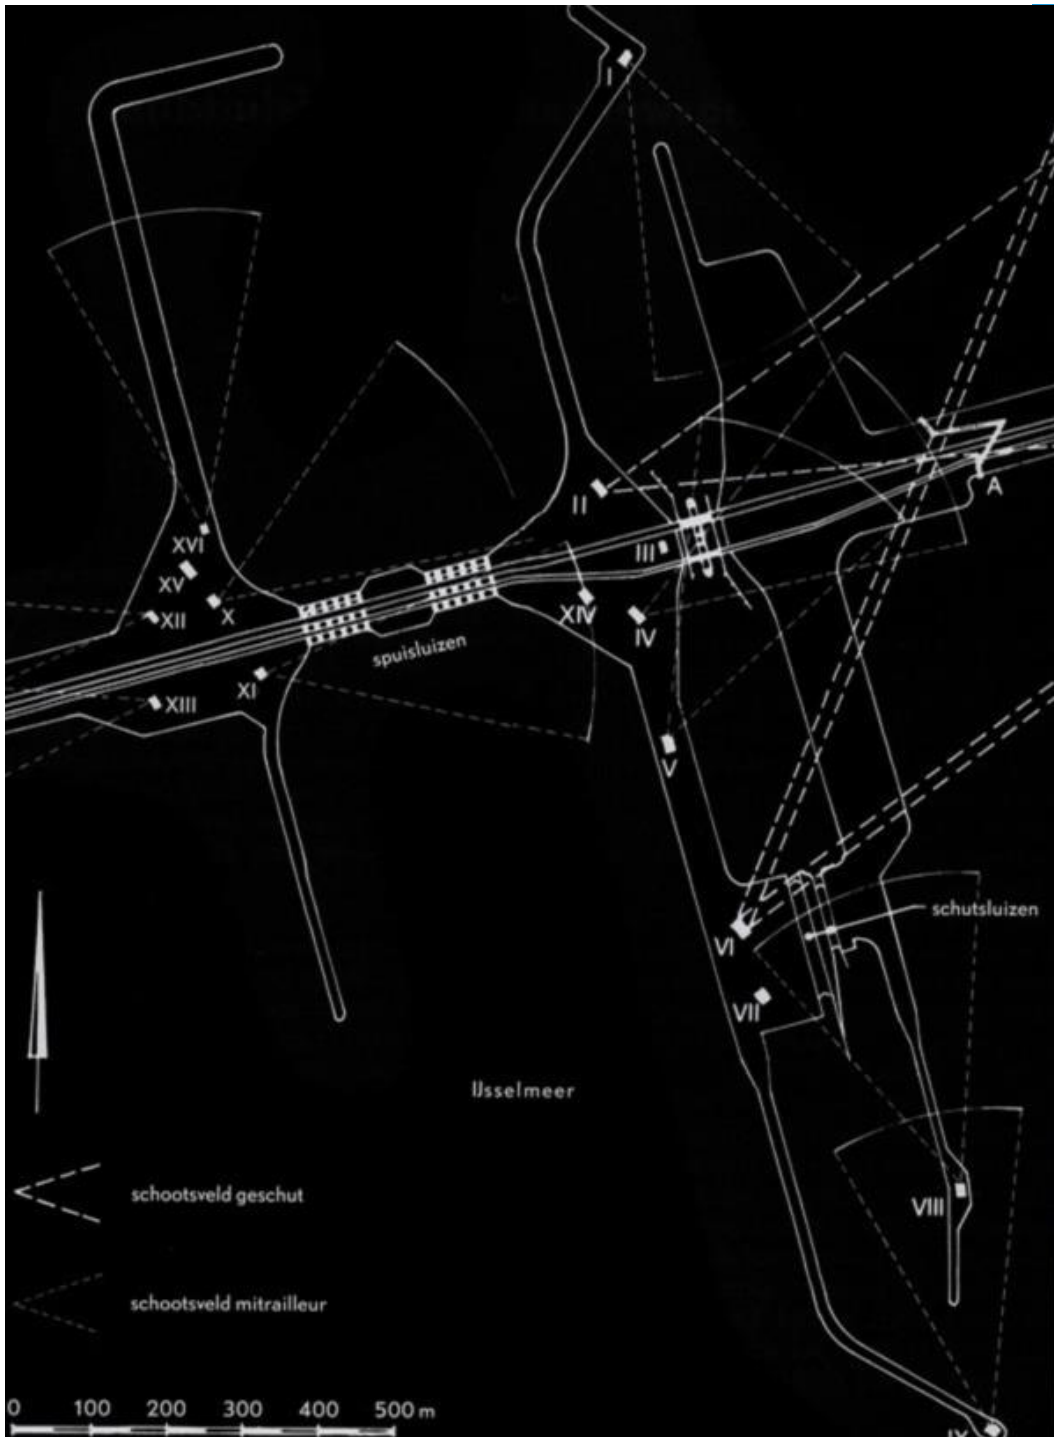 I
II
A
XVI
III
XV
XII
X
XIV
IV
spuisluizen
XI
XIII
V
schutsluizen
VI
VII
IJsselmeer
schootsveld geschut
VIII
schootsveld mitrailleur
0 100 200 300 400 500 m
IX